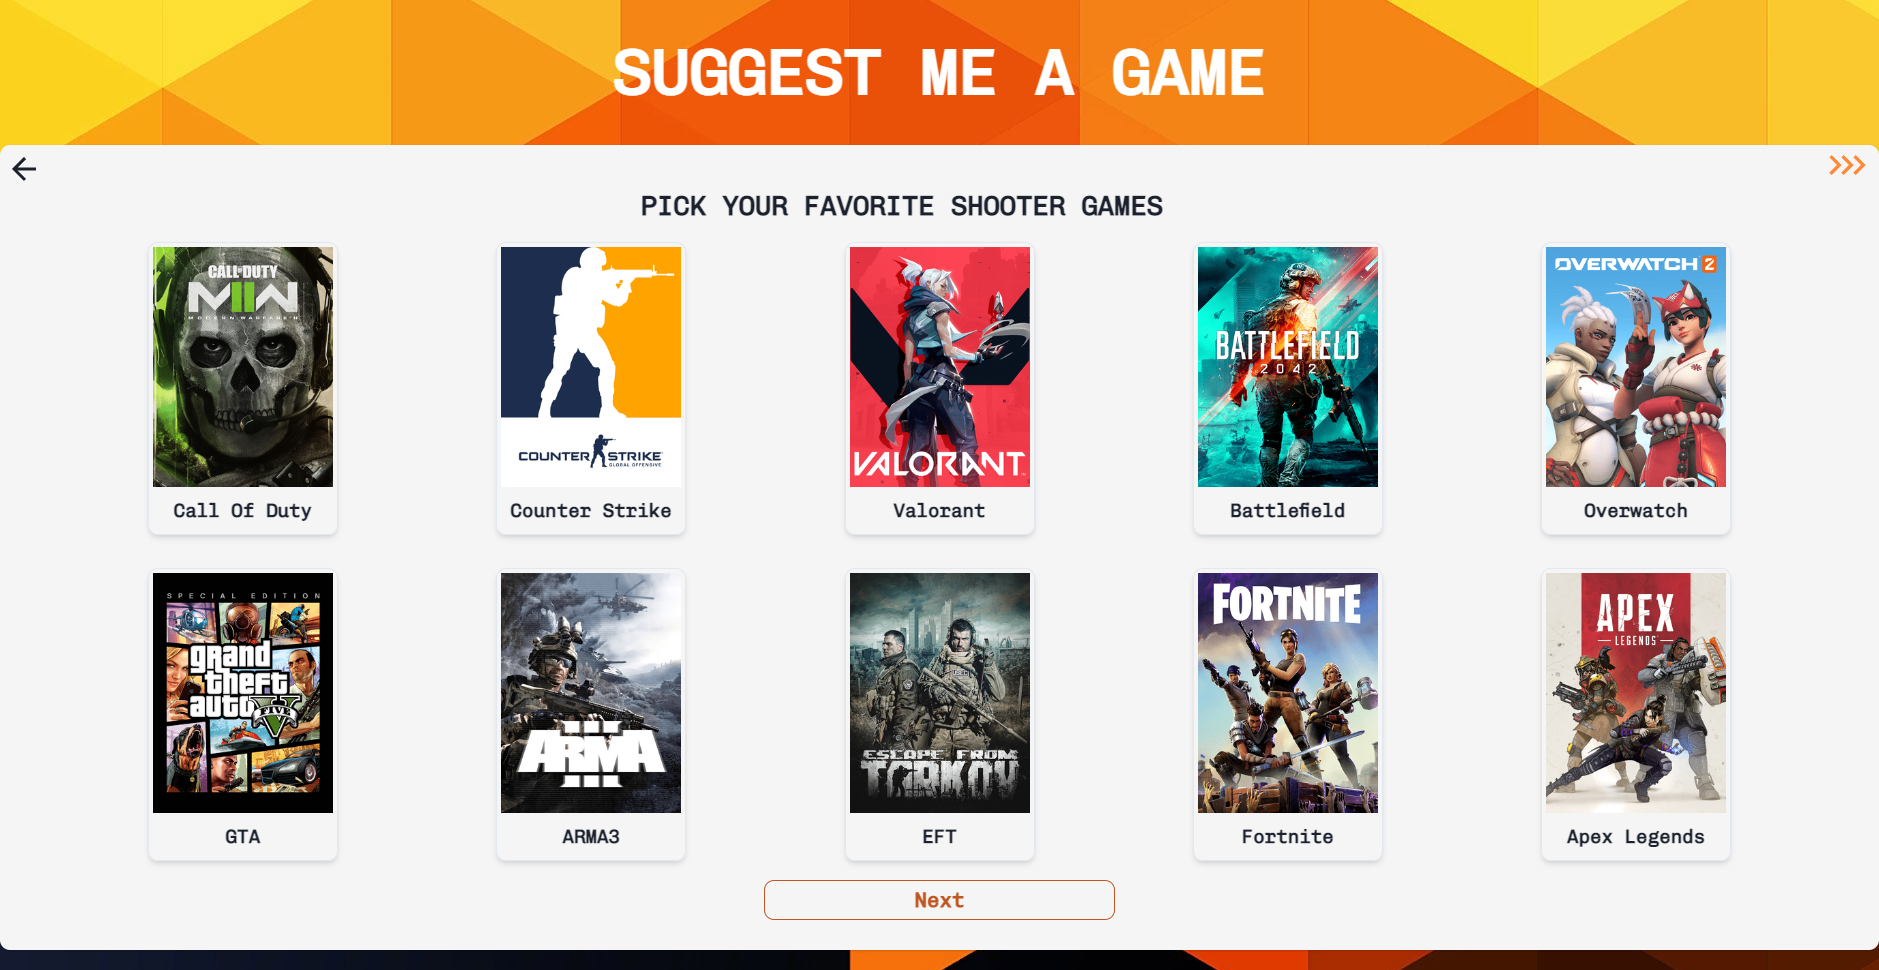 SUGGEST ME A GAME
PICK YOUR FAVORITE SHOOTER GAMES
CALL OF DUTY
MWII
MODERN WARFARE II
Call Of Duty
COUNTER STRIKE
GLOBAL OFFENSIVE
Counter Strike
VALORANT
Valorant
BATTLEFIELD
2042
Battlefield
OVERWATCH 2
Overwatch
SPECIAL EDITION
grand
theft
auto
FIVE
V
GTA
ARMA
III
ARMA3
ESCAPE FROM
TARKOV
EFT
FORTNITE
Fortnite
APEX
LEGENDS
Apex Legends
Next